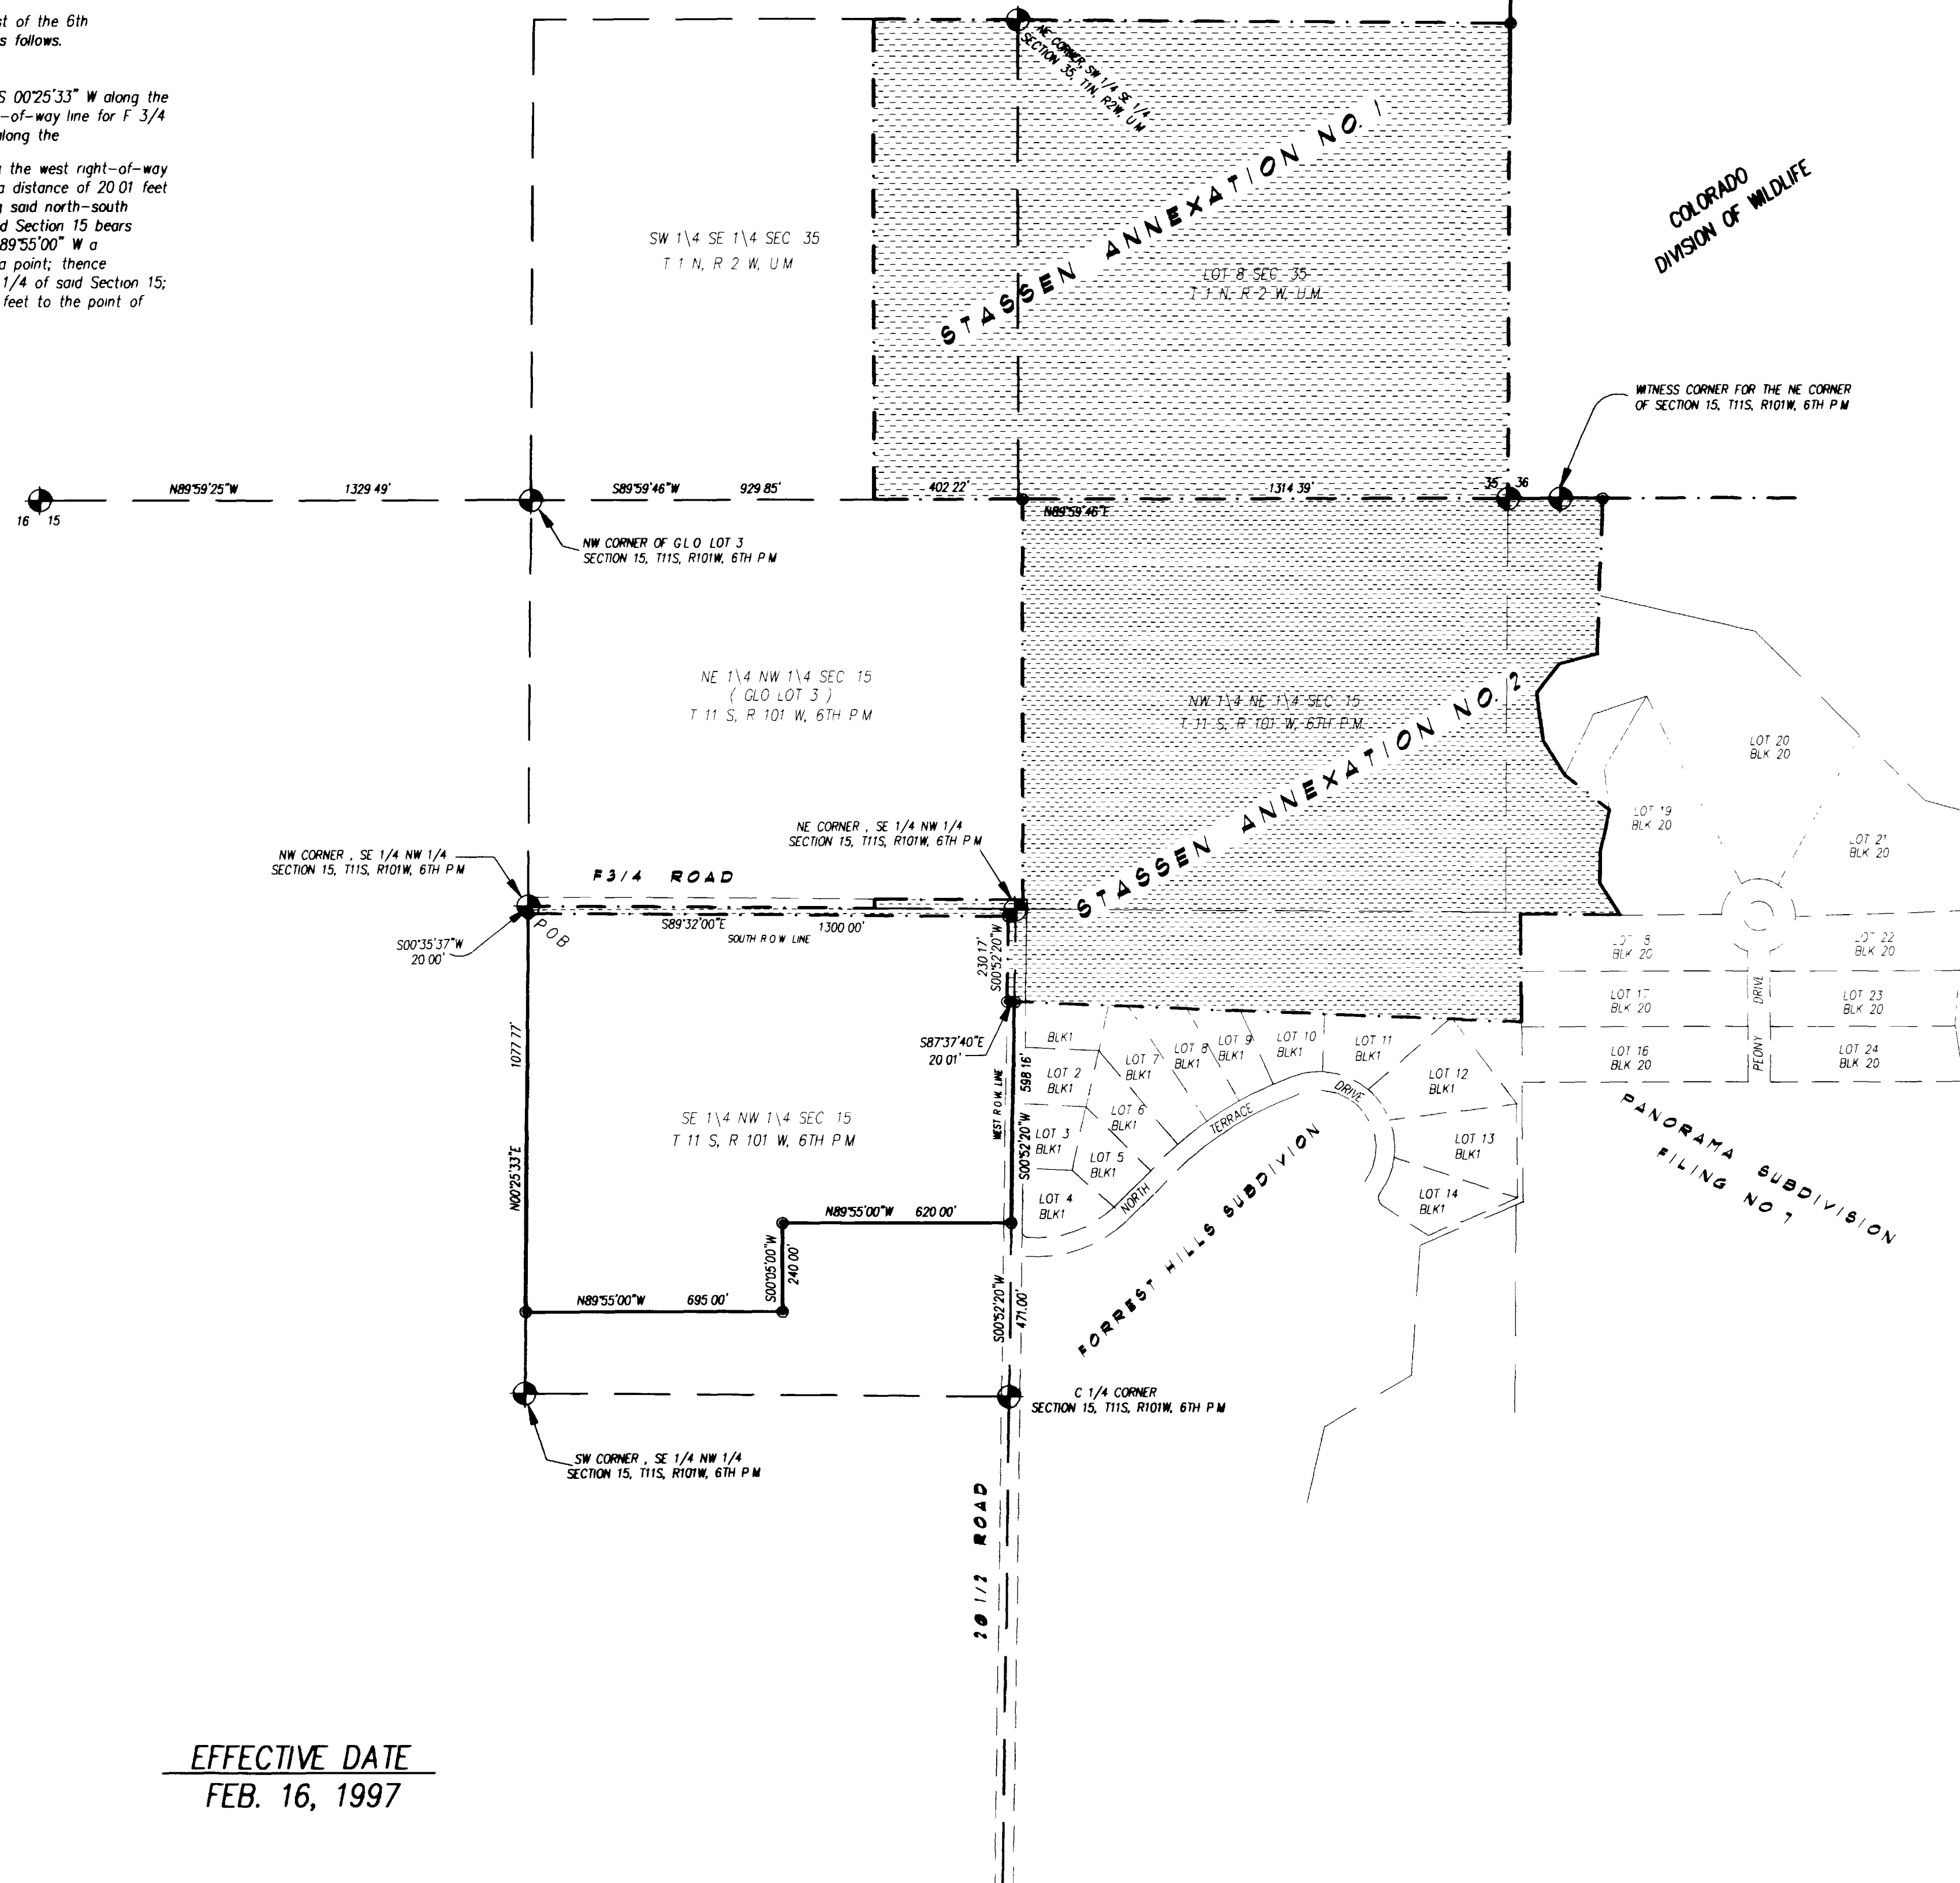 st of the 6th
s follows.
S 00°25'33" W along the
-of-way line for F 3/4
along the
the west right-of-way
a distance of 20 01 feet
g said north-south
d Section 15 bears
89°55'00" W a
a point; thence
1/4 of said Section 15;
feet to the point of
NE CORNER, SW 1/4 SE 1/4
SECTION 35, T1N, R2W, U M
STASSEN ANNEXATION NO. 1
COLORADO
DIVISION OF WILDLIFE
SW 1\4 SE 1\4 SEC 35
T 1 N, R 2 W, U M
LOT 8 SEC 35
T 1 N, R 2 W, U.M.
WITNESS CORNER FOR THE NE CORNER
OF SECTION 15, T11S, R101W, 6TH P M
N89°59'25"W 1329 49'
S89°59'46"W 929 85'
402 22'
1314 39'
35 36
16 15
N89°59'46"E
NW CORNER OF G L O LOT 3
SECTION 15, T11S, R101W, 6TH P M
NE 1\4 NW 1\4 SEC 15
( GLO LOT 3 )
T 11 S, R 101 W, 6TH P M
NW 1\4 NE 1\4 SEC 15
T 11 S, R 101 W, 6TH P.M.
STASSEN ANNEXATION NO. 2
LOT 20
BLK 20
LOT 19
BLK 20
LOT 21
BLK 20
NE CORNER , SE 1/4 NW 1/4
SECTION 15, T11S, R101W, 6TH P M
NW CORNER , SE 1/4 NW 1/4
SECTION 15, T11S, R101W, 6TH P M
F 3/4 ROAD
POB
S89°32'00"E 1300 00'
SOUTH R O W LINE
S00°35'37"W
20 00'
230 17'
S00°52'20"W
BLK 20
LOT 22
BLK 20
LOT 17
BLK 20
LOT 23
BLK 20
LOT 16
BLK 20
LOT 24
BLK 20
PEONY DRIVE
S87°37'40"E
20 01'
1077 77'
N00°25'33"E
WEST R O W LINE
598 16'
S00°52'20"W
BLK1
LOT 2
BLK1
LOT 3
BLK1
LOT 4
BLK1
LOT 5
BLK1
LOT 6
BLK1
LOT 7
BLK1
LOT 8
BLK1
LOT 9
BLK1
LOT 10
BLK1
LOT 11
BLK1
LOT 12
BLK1
LOT 13
BLK1
LOT 14
BLK1
NORTH TERRACE DRIVE
SE 1\4 NW 1\4 SEC 15
T 11 S, R 101 W, 6TH P M
PANORAMA SUBDIVISION
FILING NO 7
FORREST HILLS SUBDIVISION
N89°55'00"W 620 00'
S00°05'00"W
240 00'
N89°55'00"W 695 00'
S00°52'20"W
471.00'
C 1/4 CORNER
SECTION 15, T11S, R101W, 6TH P M
SW CORNER , SE 1/4 NW 1/4
SECTION 15, T11S, R101W, 6TH P M
20 1/2 ROAD
EFFECTIVE DATE
FEB. 16, 1997